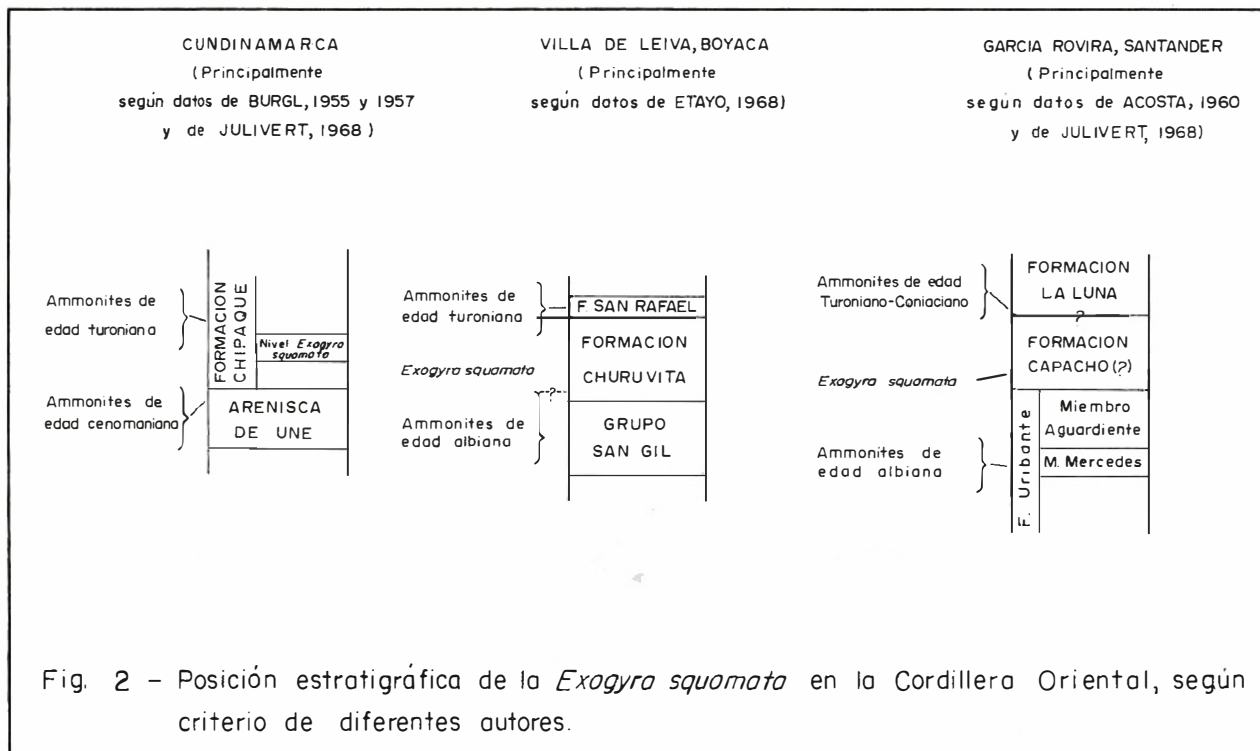 CUNDINAMARCA
(Principalmente
según datos de BURGL, 1955 y 1957
y de JULIVERT, 1968)
Ammonites de
edad turoniana
Ammonites de
edad cenomaniana
FORMACION
CHIPAQUE
Nivel Exogyra
squamata
ARENISCA
DE UNE
VILLA DE LEIVA, BOYACA
(Principalmente
según datos de ETAYO, 1968)
Ammonites de
edad turoniana
Exogyra squamata
Ammonites de
edad albiana
F. SAN RAFAEL
FORMACION
CHURUVITA
?
GRUPO
SAN GIL
GARCIA ROVIRA, SANTANDER
(Principalmente
según datos de ACOSTA, 1960
y de JULIVERT, 1968)
Ammonites de edad
Turoniano-Coniaciano
Exogyra squamata
Ammonites de
edad albiana
FORMACION
LA LUNA
?
FORMACION
CAPACHO (?)
F. Uribante
Miembro
Aguardiente
M. Mercedes
Fig. 2 - Posición estratigráfica de la Exogyra squamata en la Cordillera Oriental, según
criterio de diferentes autores.